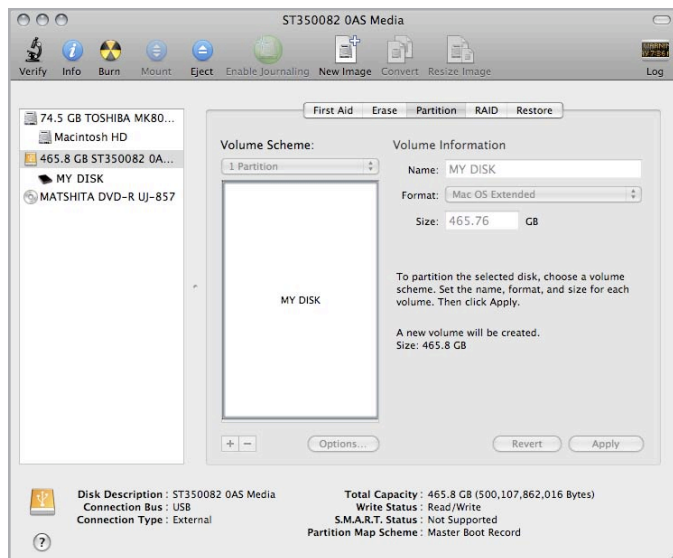 ST350082 0AS Media
Verify Info Burn Mount Eject Enable Journaling New Image Convert Resize Image Log
74.5 GB TOSHIBA MK80...
Macintosh HD
465.8 GB ST350082 0A...
MY DISK
MATSHITA DVD-R UJ-857
First Aid Erase Partition RAID Restore
Volume Scheme:
1 Partition
MY DISK
+ − Options...
Volume Information
Name: MY DISK
Format: Mac OS Extended
Size: 465.76 GB
To partition the selected disk, choose a volume
scheme. Set the name, format, and size for each
volume. Then click Apply.
A new volume will be created.
Size: 465.8 GB
Revert Apply
Disk Description : ST350082 0AS Media
Connection Bus : USB
Connection Type : External
Total Capacity : 465.8 GB (500,107,862,016 Bytes)
Write Status : Read/Write
S.M.A.R.T. Status : Not Supported
Partition Map Scheme : Master Boot Record
?